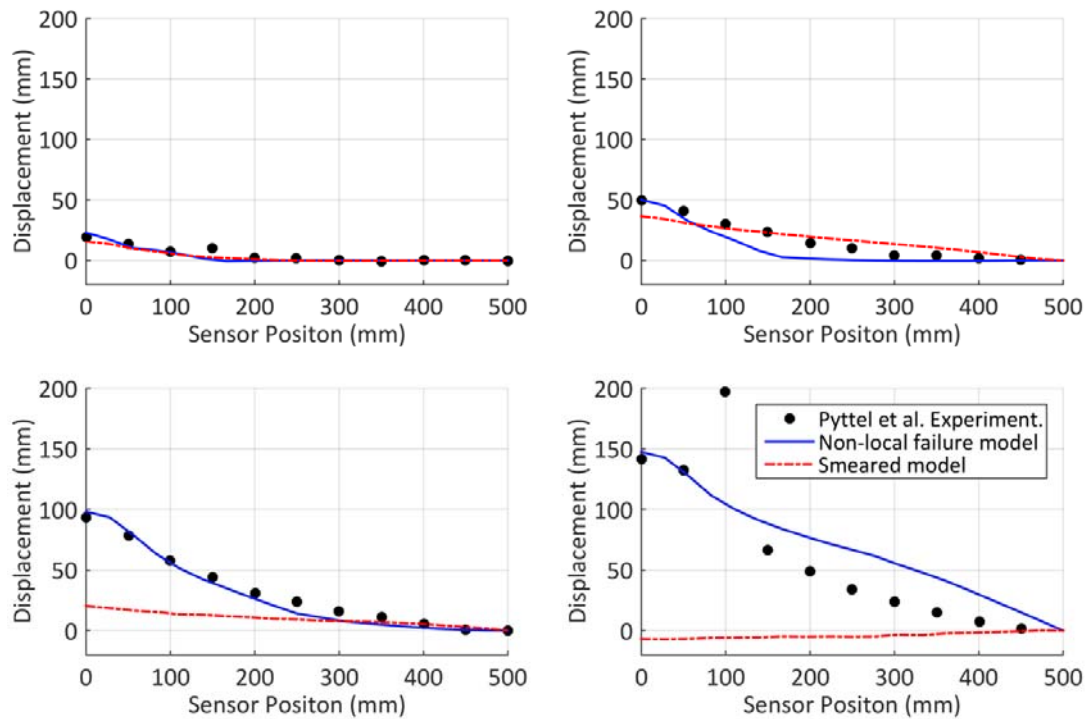 200
150
100
50
0
Displacement (mm)
0 100 200 300 400 500
Sensor Positon (mm)
200
150
100
50
0
Displacement (mm)
0 100 200 300 400 500
Sensor Positon (mm)
200
150
100
50
0
Displacement (mm)
0 100 200 300 400 500
Sensor Positon (mm)
200
150
100
50
0
Displacement (mm)
Pyttel et al. Experiment.
Non-local failure model
Smeared model
0 100 200 300 400 500
Sensor Positon (mm)